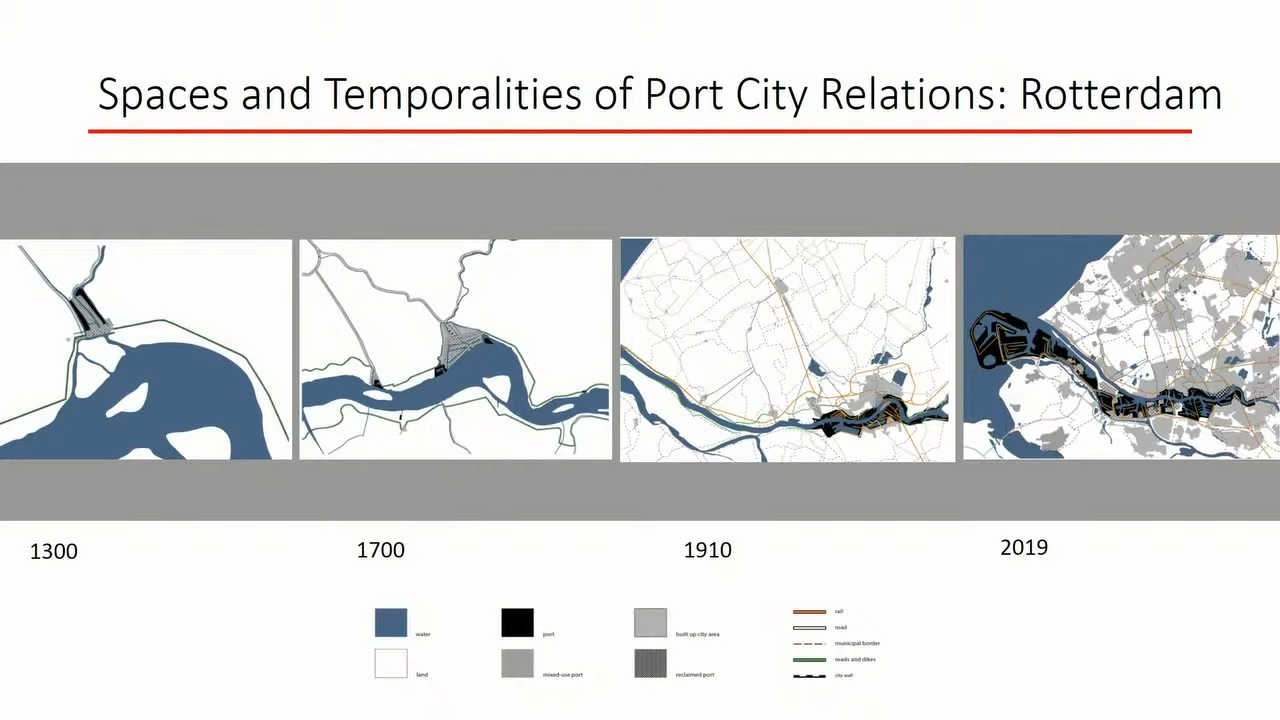 Spaces and Temporalities of Port City Relations: Rotterdam
1300
1700
1910
2019
water
port
built up city area
land
mixed-use port
reclaimed port
rail
road
municipal border
roads and dikes
city wall